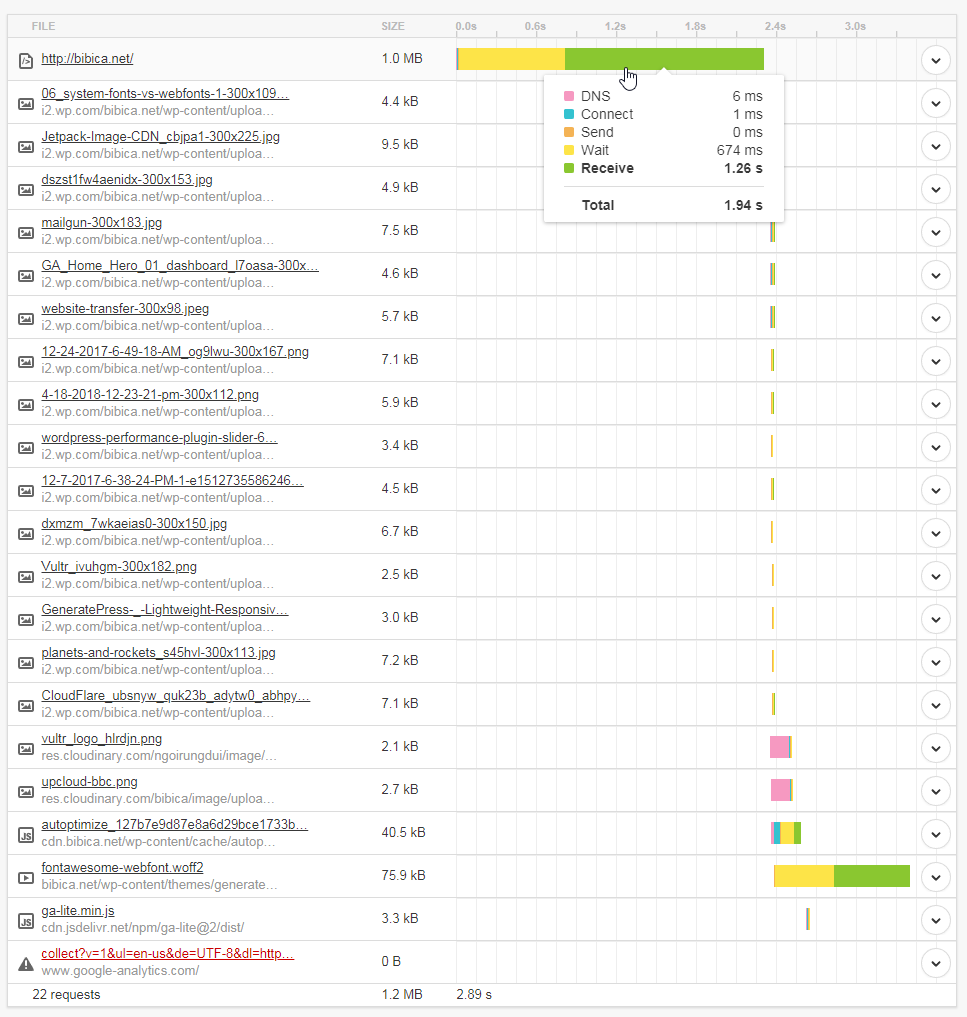 FILE SIZE 0.0s 0.6s 1.2s 1.8s 2.4s 3.0s
http://bibica.net/ 1.0 MB
DNS 6 ms
Connect 1 ms
Send 0 ms
Wait 674 ms
Receive 1.26 s
Total 1.94 s
06_system-fonts-vs-webfonts-1-300x109… 4.4 kB
i2.wp.com/bibica.net/wp-content/uploa…
Jetpack-Image-CDN_cbjpa1-300x225.jpg 9.5 kB
i2.wp.com/bibica.net/wp-content/uploa…
dszst1fw4aenidx-300x153.jpg 4.9 kB
i2.wp.com/bibica.net/wp-content/uploa…
mailgun-300x183.jpg 7.5 kB
i2.wp.com/bibica.net/wp-content/uploa…
GA_Home_Hero_01_dashboard_l7oasa-300x… 4.6 kB
i2.wp.com/bibica.net/wp-content/uploa…
website-transfer-300x98.jpeg 5.7 kB
i2.wp.com/bibica.net/wp-content/uploa…
12-24-2017-6-49-18-AM_og9lwu-300x167.png 7.1 kB
i2.wp.com/bibica.net/wp-content/uploa…
4-18-2018-12-23-21-pm-300x112.png 5.9 kB
i2.wp.com/bibica.net/wp-content/uploa…
wordpress-performance-plugin-slider-6… 3.4 kB
i2.wp.com/bibica.net/wp-content/uploa…
12-7-2017-6-38-24-PM-1-e1512735586246… 4.5 kB
i2.wp.com/bibica.net/wp-content/uploa…
dxmzm_7wkaeias0-300x150.jpg 6.7 kB
i2.wp.com/bibica.net/wp-content/uploa…
Vultr_ivuhgm-300x182.png 2.5 kB
i2.wp.com/bibica.net/wp-content/uploa…
GeneratePress-_-Lightweight-Responsiv… 3.0 kB
i2.wp.com/bibica.net/wp-content/uploa…
planets-and-rockets_s45hvl-300x113.jpg 7.2 kB
i2.wp.com/bibica.net/wp-content/uploa…
CloudFlare_ubsnyw_quk23b_adytw0_abhpy… 7.1 kB
i2.wp.com/bibica.net/wp-content/uploa…
vultr_logo_hlrdjn.png 2.1 kB
res.cloudinary.com/ngoirungdui/image/…
upcloud-bbc.png 2.7 kB
res.cloudinary.com/bibica/image/uploa…
JS autoptimize_127b7e9d87e8a6d29bce1733b… 40.5 kB
cdn.bibica.net/wp-content/cache/autop…
fontawesome-webfont.woff2 75.9 kB
bibica.net/wp-content/themes/generate…
JS ga-lite.min.js 3.3 kB
cdn.jsdelivr.net/npm/ga-lite@2/dist/
collect?v=1&ul=en-us&de=UTF-8&dl=http… 0 B
www.google-analytics.com/
22 requests 1.2 MB 2.89 s